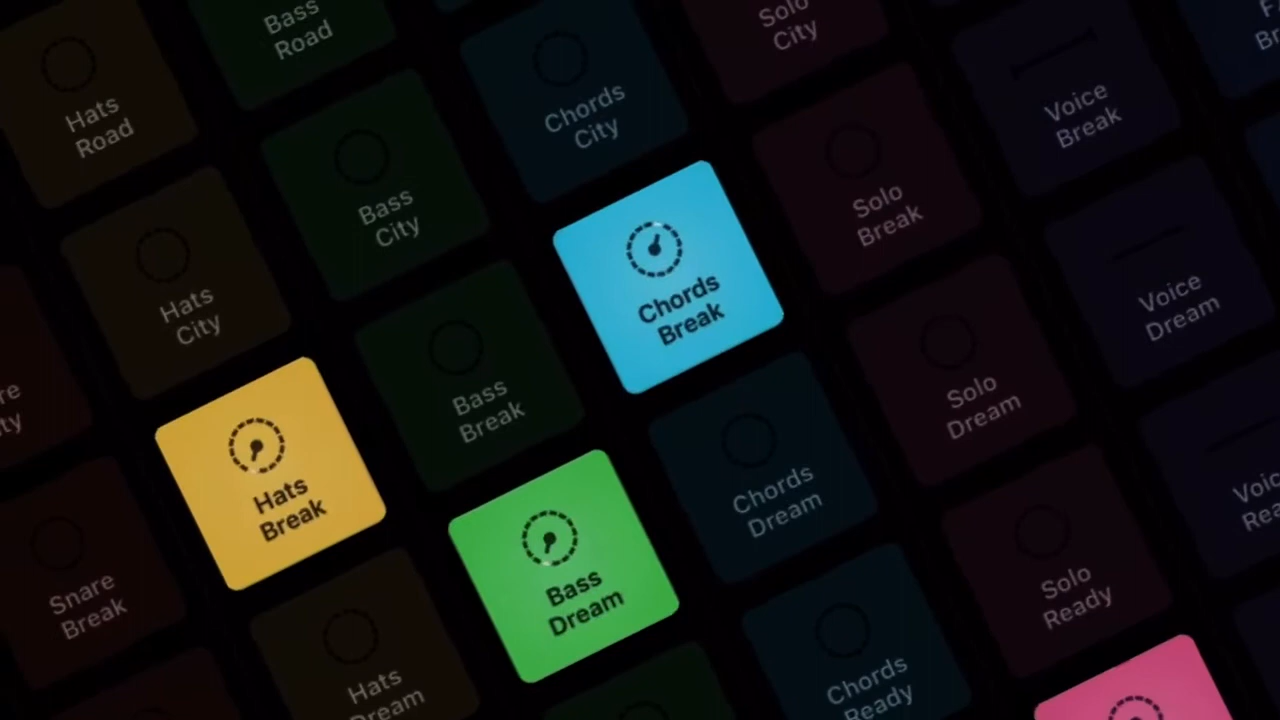 Bass
Road
Solo
City
Hats
Road
Chords
City
Voice
Break
Bass
City
Solo
Break
Hats
City
Chords
Break
Voice
Dream
Bass
Break
Solo
Dream
Hats
Break
Chords
Dream
Snare
Break
Bass
Dream
Solo
Ready
Hats
Dream
Chords
Ready